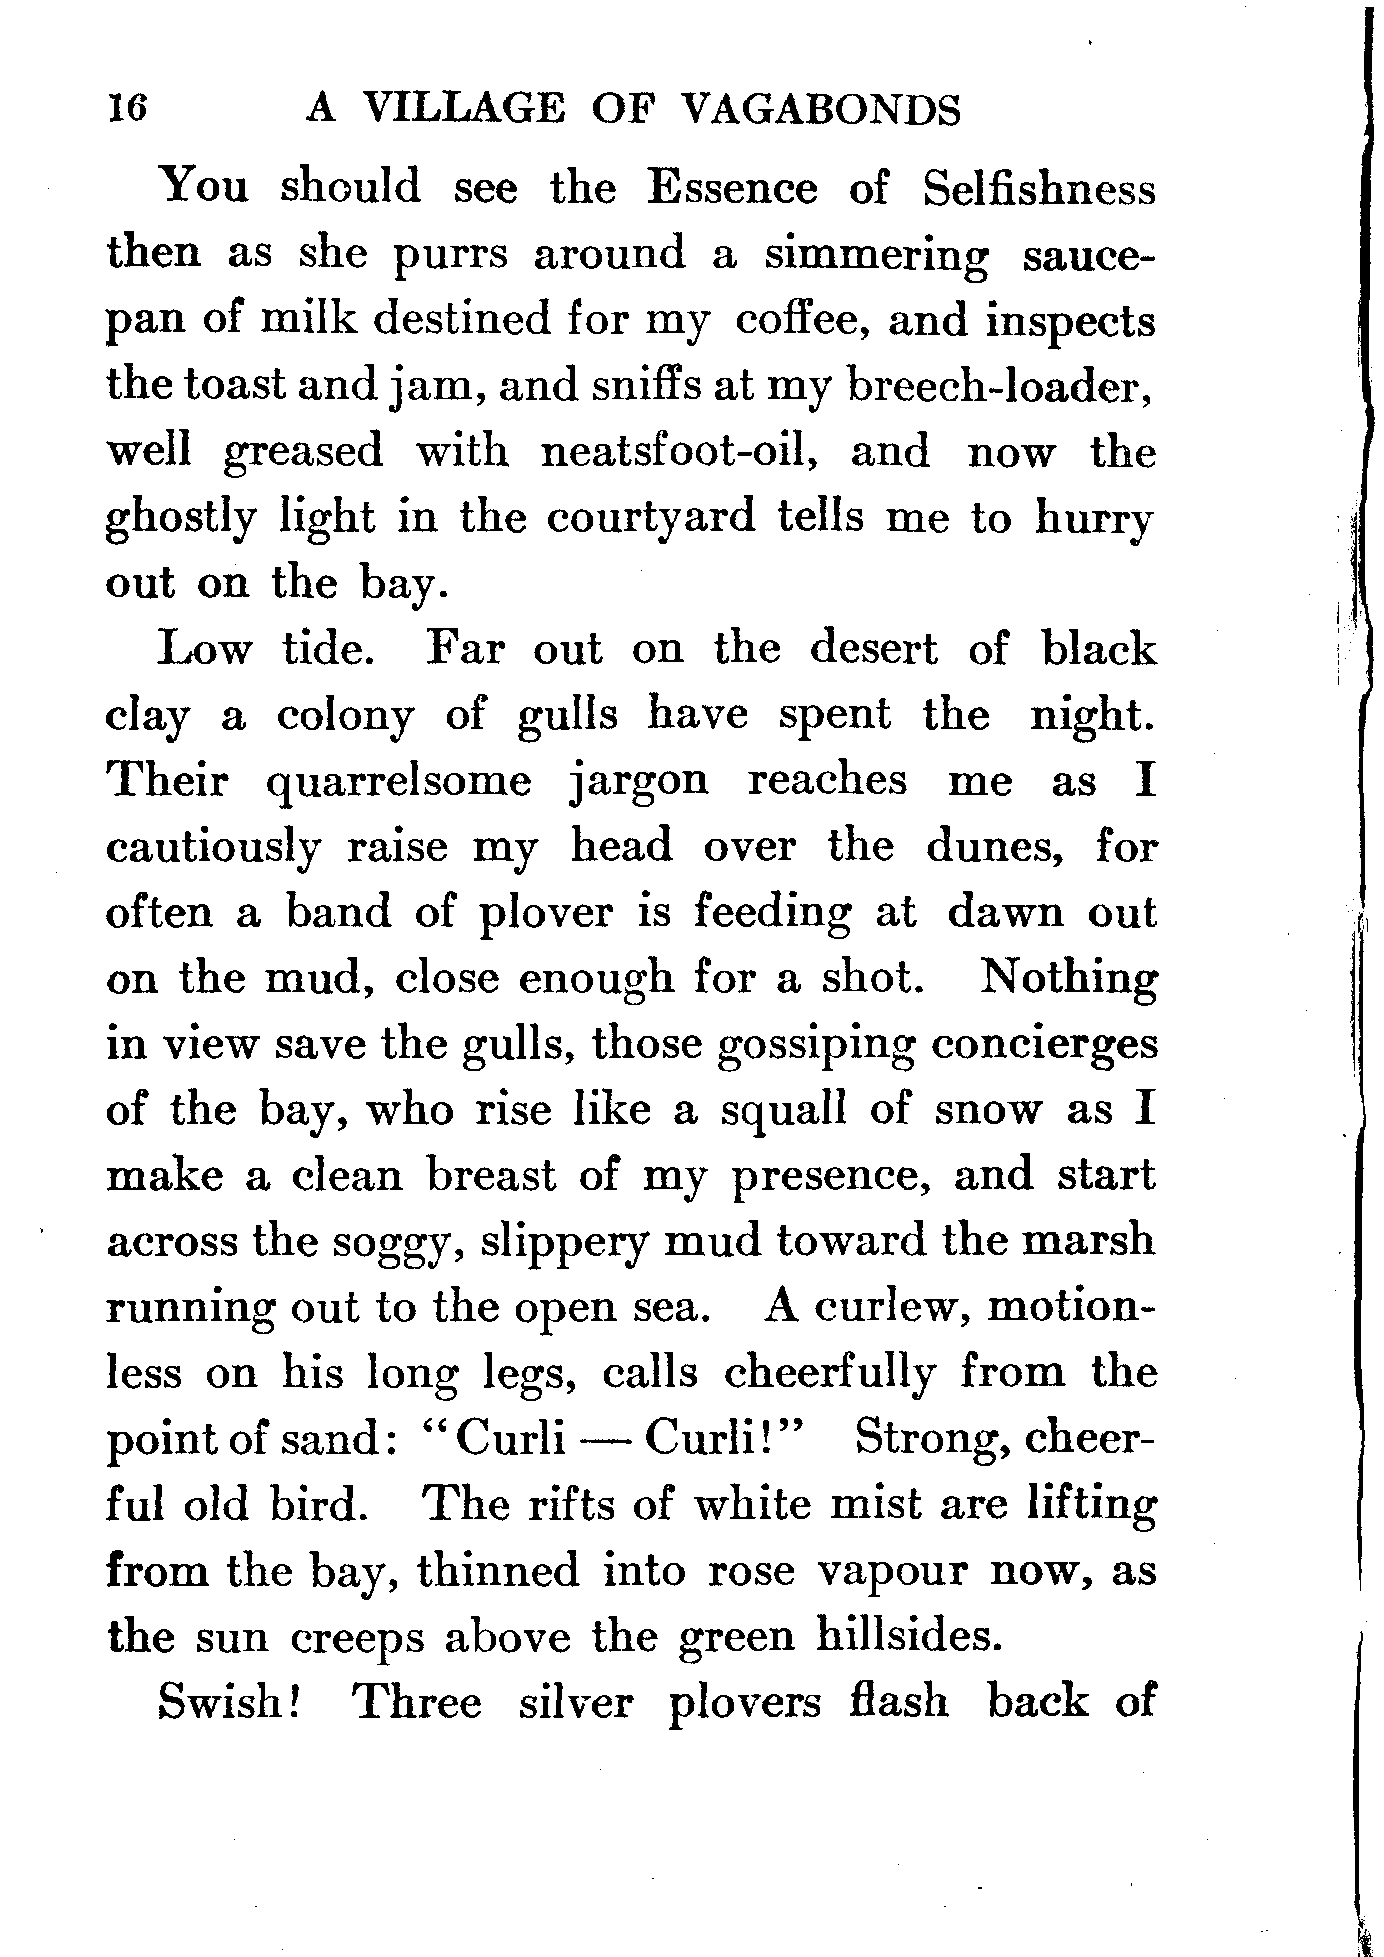 16 A VILLAGE OF VAGABONDS
You should see the Essence of Selfishness
then as she purrs around a simmering sauce-
pan of milk destined for my coffee, and inspects
the toast and jam, and sniffs at my breech-loader,
well greased with neatsfoot-oil, and now the
ghostly light in the courtyard tells me to hurry
out on the bay.
Low tide. Far out on the desert of black
clay a colony of gulls have spent the night.
Their quarrelsome jargon reaches me as I
cautiously raise my head over the dunes, for
often a band of plover is feeding at dawn out
on the mud, close enough for a shot. Nothing
in view save the gulls, those gossiping concierges
of the bay, who rise like a squall of snow as I
make a clean breast of my presence, and start
across the soggy, slippery mud toward the marsh
running out to the open sea. A curlew, motion-
less on his long legs, calls cheerfully from the
point of sand: “Curli — Curli!” Strong, cheer-
ful old bird. The rifts of white mist are lifting
from the bay, thinned into rose vapour now, as
the sun creeps above the green hillsides.
Swish! Three silver plovers flash back of